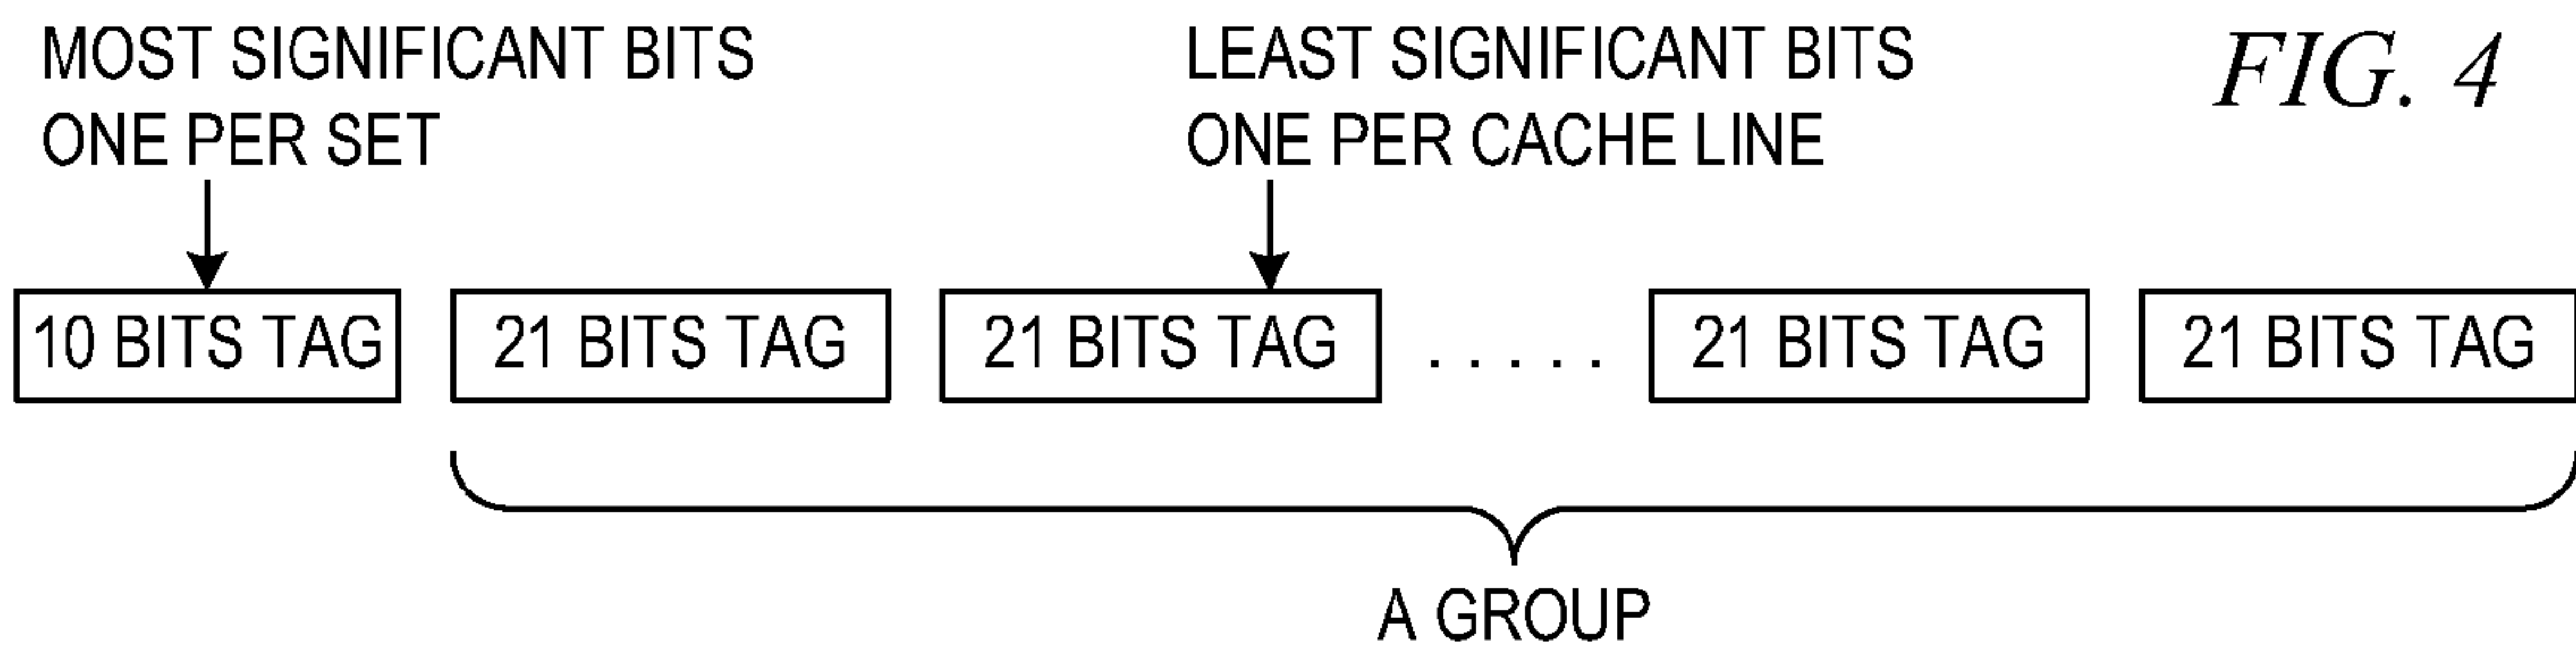 MOST SIGNIFICANT BITS
ONE PER SET
LEAST SIGNIFICANT BITS
ONE PER CACHE LINE
FIG. 4
10 BITS TAG
21 BITS TAG
21 BITS TAG
. . . . .
21 BITS TAG
21 BITS TAG
A GROUP